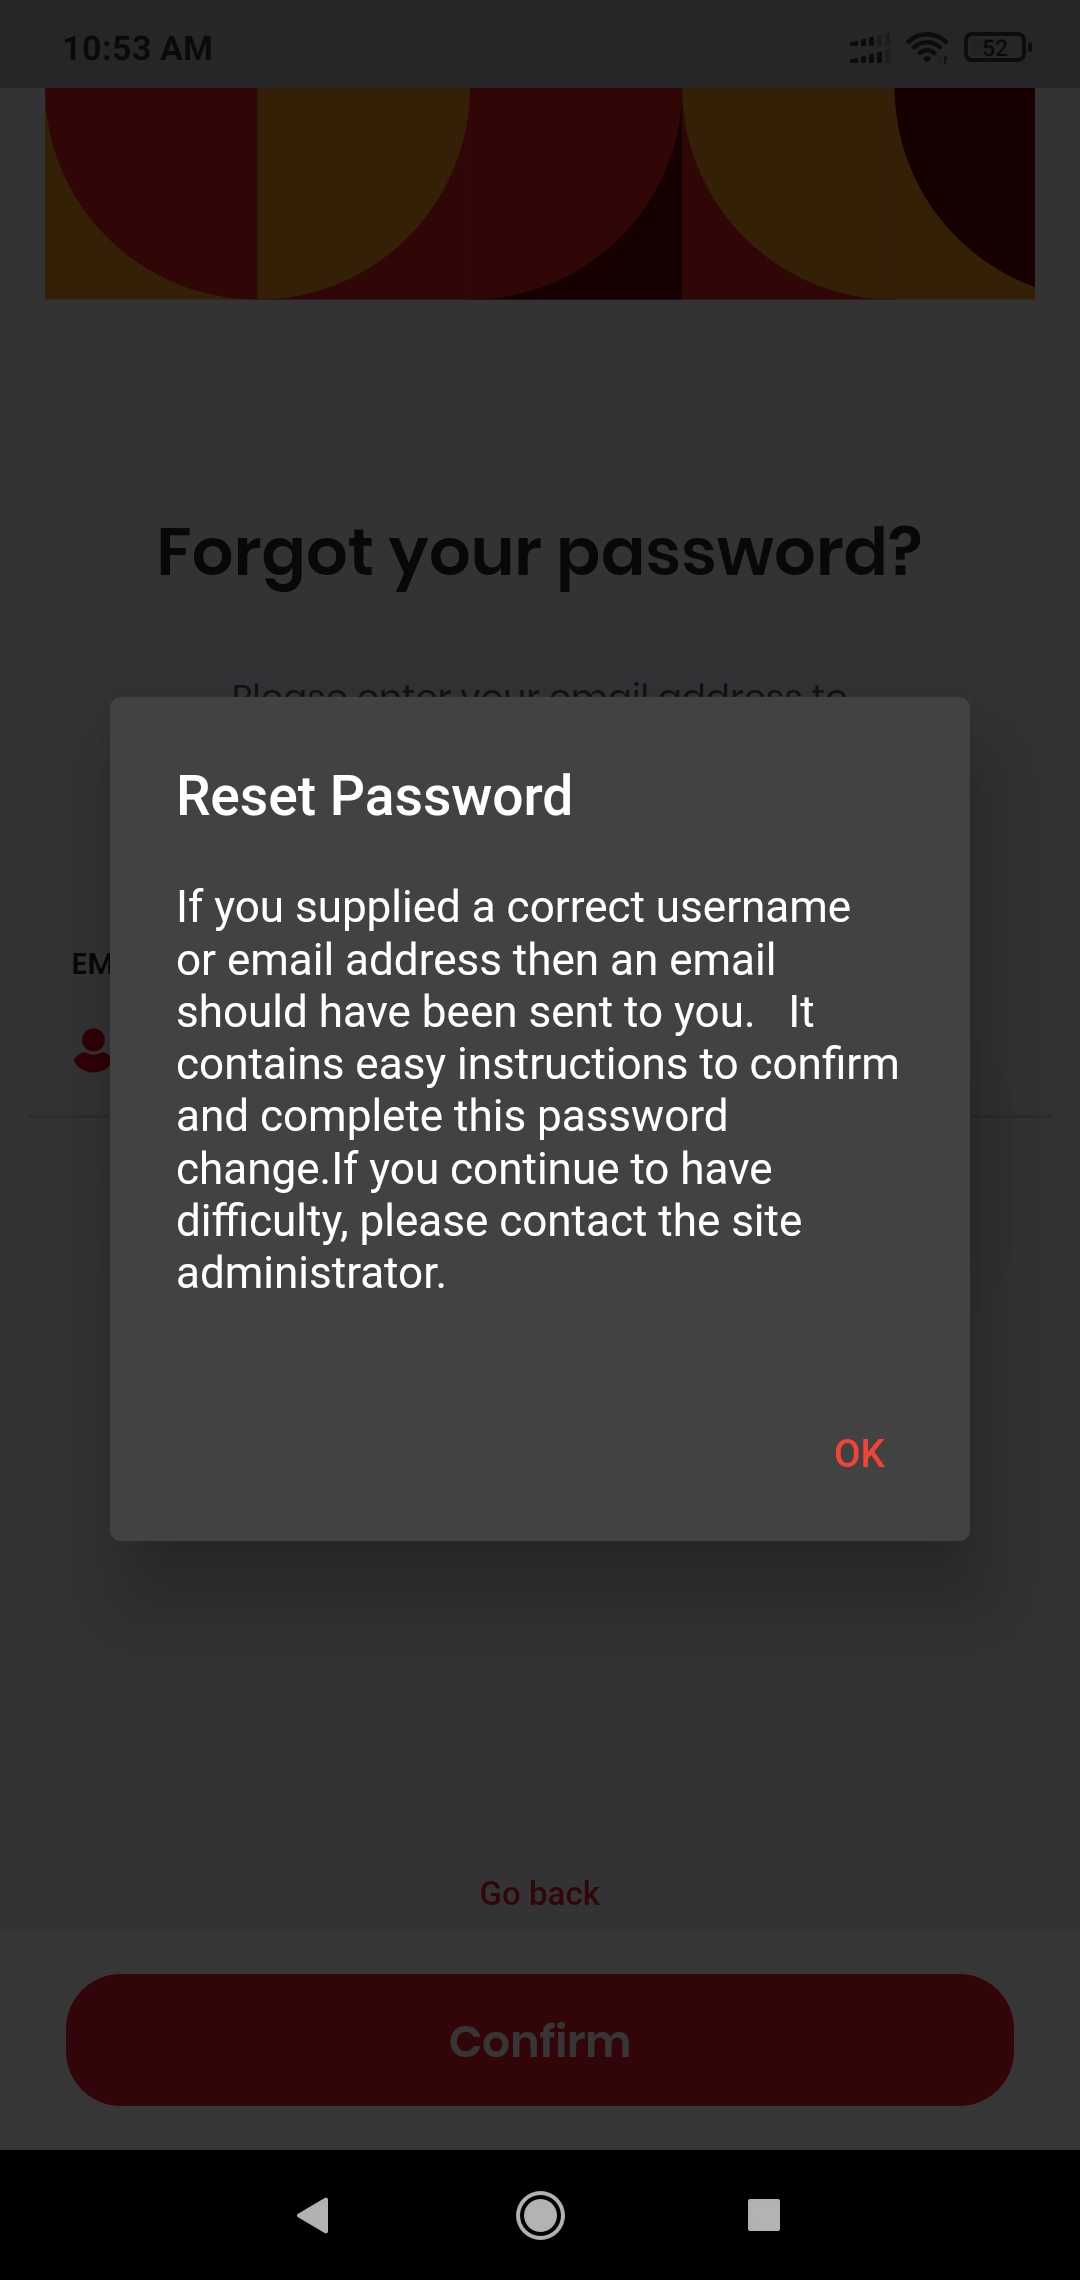 10:53 AM
52
Forgot your password?
Please enter your email address to
Reset Password
If you supplied a correct username
or email address then an email
should have been sent to you.   It
contains easy instructions to confirm
and complete this password
change.If you continue to have
difficulty, please contact the site
administrator.
EM
OK
Go back
Confirm